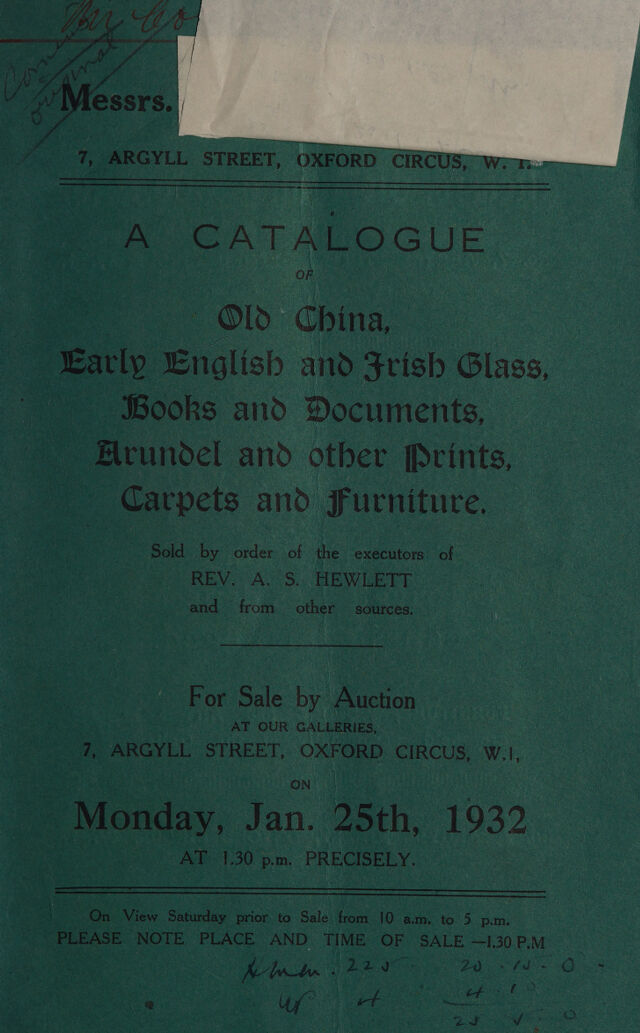 Messrs.
7, ARGYLL STREET, OXFORD CIRCUS, W. 1.
A CATALOGUE
OF
Old China,
Early English and Irish Glass,
Books and Documents,
Arundel and other Prints,
Carpets and Furniture.
Sold by order of the executors of
REV. A. S. HEWLETT
and from other sources.
For Sale by Auction
AT OUR GALLERIES,
7, ARGYLL STREET, OXFORD CIRCUS, W.1,
ON
Monday, Jan. 25th, 1932
AT 1.30 p.m. PRECISELY.
On View Saturday prior to Sale from 10 a.m. to 5 p.m.
PLEASE NOTE PLACE AND TIME OF SALE—1.30 P.M
225
4